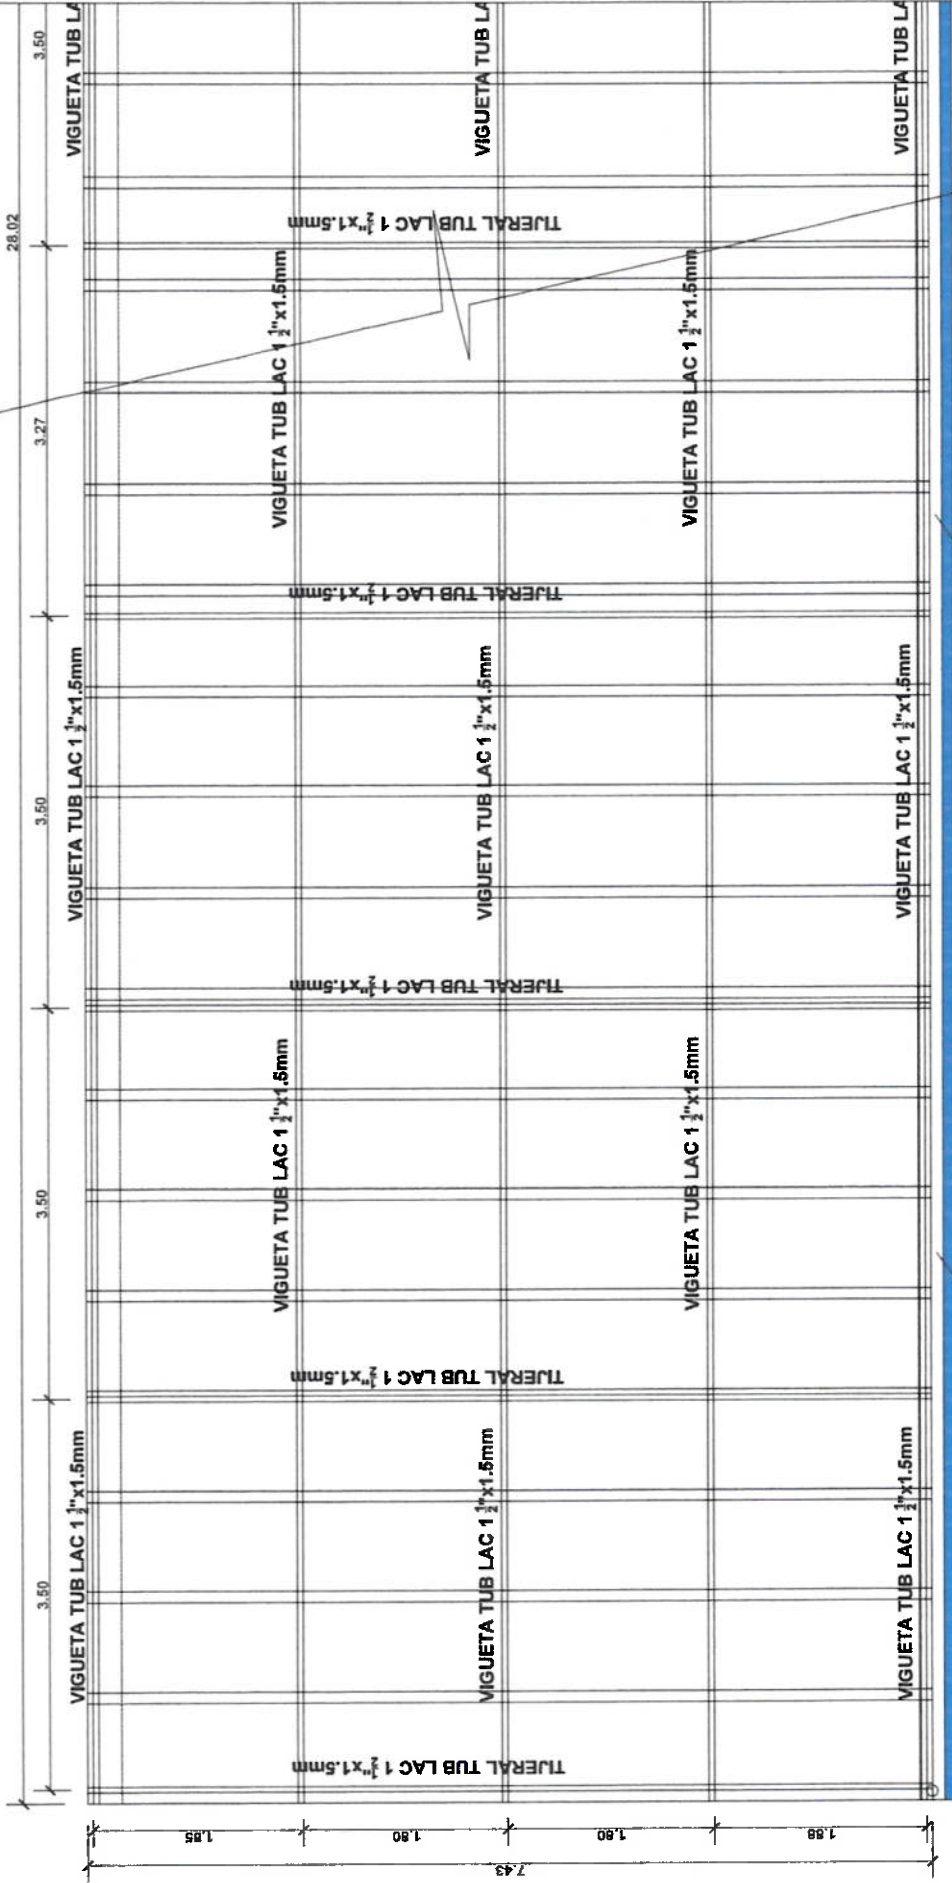 28.02
3.50
3.27
3.50
3.50
3.50
VIGUETA TUB LA
VIGUETA TUB LA
VIGUETA TUB LA
TIJERAL TUB LAC 1 1/2"x1.5mm
VIGUETA TUB LAC 1 1/2"x1.5mm
VIGUETA TUB LAC 1 1/2"x1.5mm
TIJERAL TUB LAC 1 1/2"x1.5mm
VIGUETA TUB LAC 1 1/2"x1.5mm
VIGUETA TUB LAC 1 1/2"x1.5mm
VIGUETA TUB LAC 1 1/2"x1.5mm
TIJERAL TUB LAC 1 1/2"x1.5mm
VIGUETA TUB LAC 1 1/2"x1.5mm
VIGUETA TUB LAC 1 1/2"x1.5mm
TIJERAL TUB LAC 1 1/2"x1.5mm
VIGUETA TUB LAC 1 1/2"x1.5mm
VIGUETA TUB LAC 1 1/2"x1.5mm
VIGUETA TUB LAC 1 1/2"x1.5mm
TIJERAL TUB LAC 1 1/2"x1.5mm
1.85
1.80
1.80
1.88
7.43